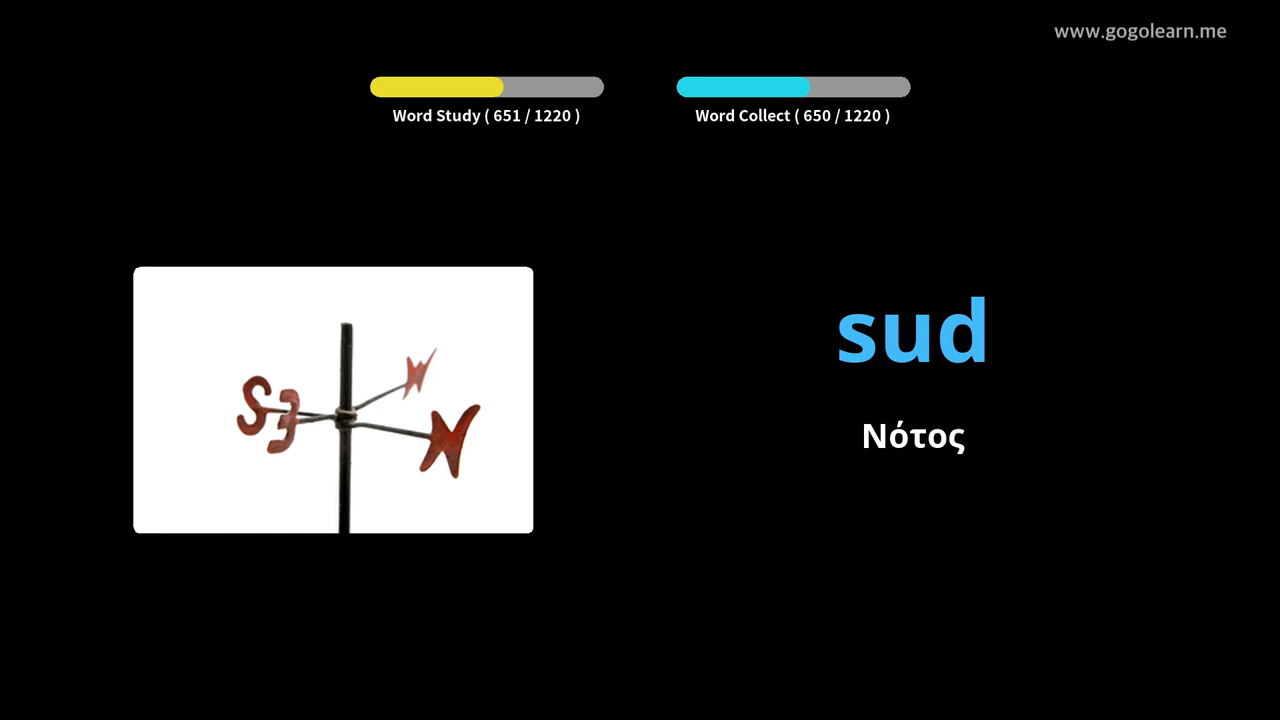 www.gogolearn.me
Word Study ( 651 / 1220 )
Word Collect ( 650 / 1220 )
S E N W
sud
Νότος